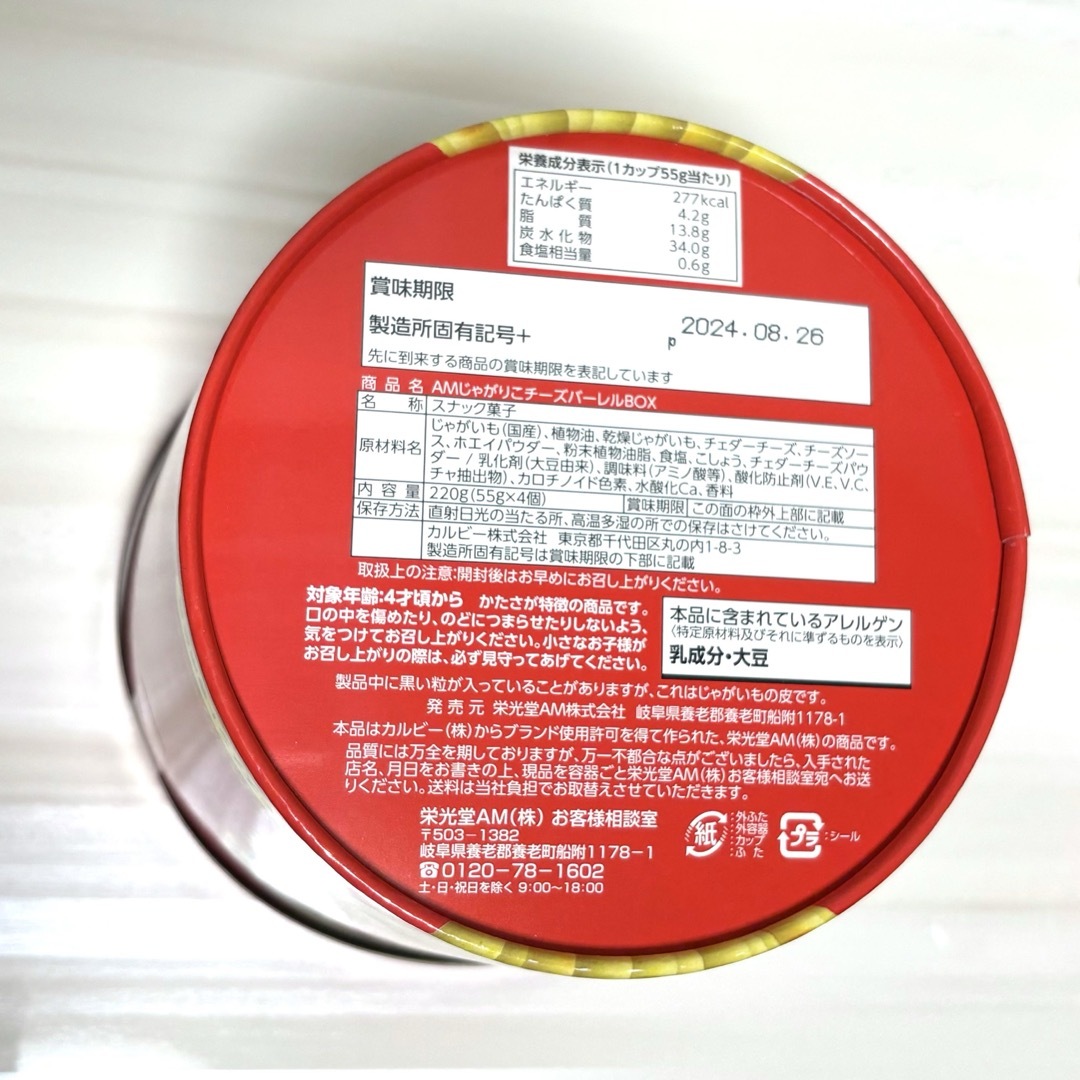 栄養成分表示(1カップ55g当たり)
エネルギー 277kcal
たんぱく質 4.2g
脂質 13.8g
炭水化物 34.0g
食塩相当量 0.6g
賞味期限
2024.08.26
製造所固有記号+ p
先に到来する商品の賞味期限を表記しています
商品名 AMじゃがりこチーズバーレルBOX
名称 スナック菓子
原材料名 じゃがいも(国産)、植物油、乾燥じゃがいも、チェダーチーズ、チーズソー
ス、ホエイパウダー、粉末植物油脂、食塩、こしょう、チェダーチーズパウ
ダー / 乳化剤(大豆由来)、調味料(アミノ酸等)、酸化防止剤(V.E、V.C、
チャ抽出物)、カロチノイド色素、水酸化Ca、香料
内容量 220g(55g×4個) 賞味期限 この面の枠外上部に記載
保存方法 直射日光の当たる所、高温多湿の所での保存はさけてください。
カルビー株式会社 東京都千代田区丸の内1-8-3
製造所固有記号は賞味期限の下部に記載
取扱上の注意:開封後はお早めにお召し上がりください。
対象年齢:4才頃から かたさが特徴の商品です。
口の中を傷めたり、のどにつまらせたりしないよう、
気をつけてお召し上がりください。小さなお子様が
お召し上がりの際は、必ず見守ってあげてください。
本品に含まれているアレルゲン
〈特定原材料及びそれに準ずるものを表示〉
乳成分・大豆
製品中に黒い粒が入っていることがありますが、これはじゃがいもの皮です。
発売元 栄光堂AM株式会社 岐阜県養老郡養老町船附1178-1
本品はカルビー(株)からブランド使用許可を得て作られた、栄光堂AM(株)の商品です。
品質には万全を期しておりますが、万一不都合な点がございましたら、入手された
店名、月日をお書きの上、現品を容器ごと栄光堂AM(株)お客様相談室宛へお送
りください。送料は当社負担でお取替えさせていただきます。
栄光堂AM(株) お客様相談室
〒503-1382
岐阜県養老郡養老町船附1178-1
0120-78-1602
土・日・祝日を除く 9:00~18:00
紙 :外ふた
:外容器
:カップ
:ふた
プラ :シール